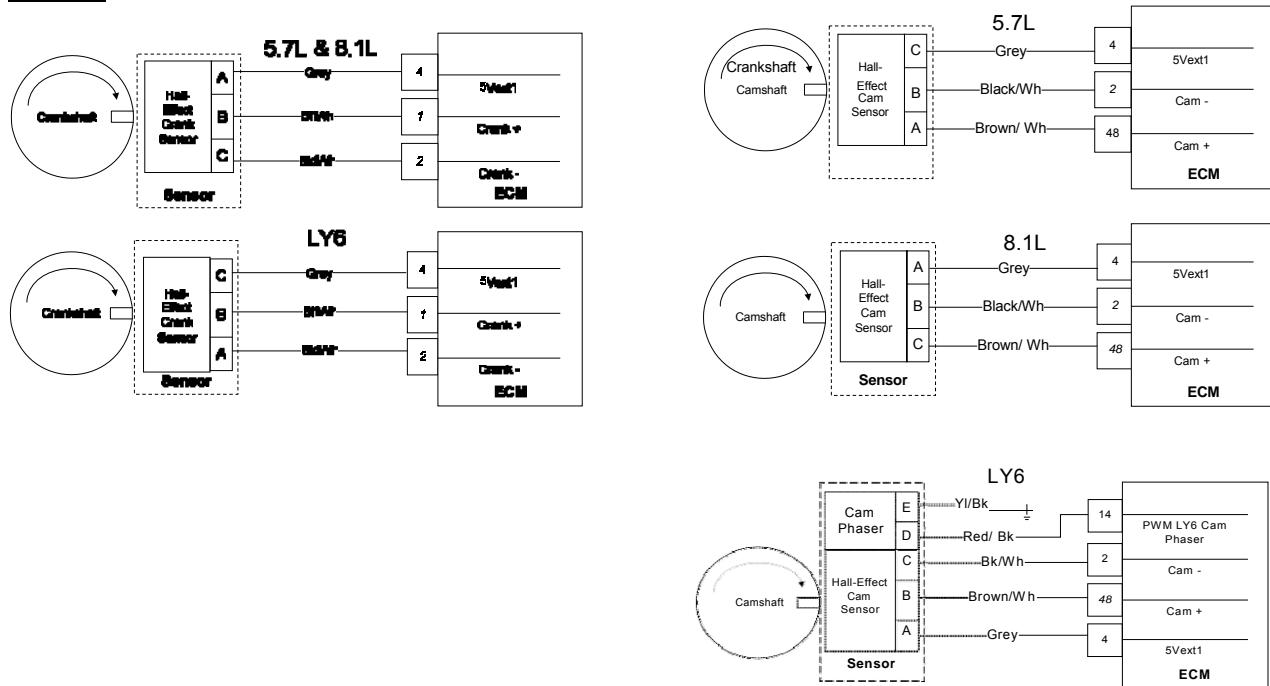 5.7L & 8.1L
Crankshaft
Hall-
Effect
Crank
Sensor
A
B
C
Sensor
Grey
4
1
2
5Vext1
Crank +
Crank -
ECM
LY6
Crankshaft
Hall-
Effect
Crank
Sensor
C
B
A
Sensor
Grey
4
1
2
5Vext1
Crank +
Crank -
ECM
5.7L
Crankshaft
Camshaft
Hall-
Effect
Cam
Sensor
C
B
A
Grey
Black/Wh
Brown/ Wh
4
2
48
5Vext1
Cam -
Cam +
ECM
8.1L
Camshaft
Hall-
Effect
Cam
Sensor
A
B
C
Sensor
Grey
Black/Wh
Brown/ Wh
4
2
48
5Vext1
Cam -
Cam +
ECM
LY6
Camshaft
Cam
Phaser
Hall-Effect
Cam
Sensor
E
D
C
B
A
Sensor
Yl/Bk
Red/ Bk
Bk/Wh
Brown/Wh
Grey
14
2
48
4
PWM LY6 Cam
Phaser
Cam -
Cam +
5Vext1
ECM